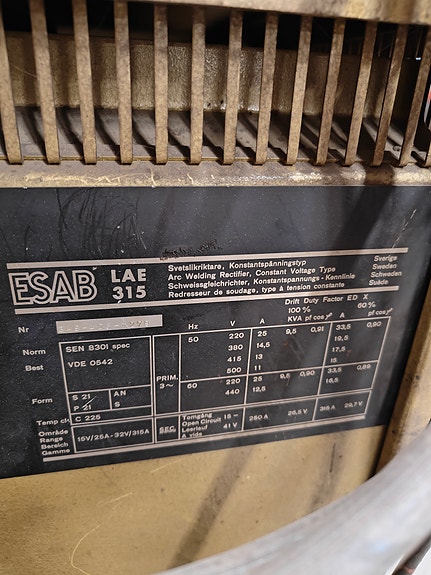 ESAB LAE 315
Svetslikriktare, Konstantspänningstyp Sverige
Arc Welding Rectifier, Constant Voltage Type Sweden
Schweissgleichrichter, Konstantspannungs - Kennlinie Schweden
Redresseur de soudage, type à tension constante Suède
Drift Duty Factor ED X
100 % 60 %
Nr Hz V A KVA pf cosφ A pf cosφ
50 220 25 9,5 0,91 33,5 0,90
Norm SEN 8301 spec 380 14,5 19,5
Best VDE 0542 415 13 17,5
500 11 15
PRIM. 3~ 60 220 25 9,5 0,90 33,5 0,89
Form S 21 AN 440 12,5 16,5
P 21 S
Temp cl C 225
Område Range Bereich Gamme 15V/25A-32V/315A
SEC Tomgång Open Circuit Leerlauf A vide 15 - 41 V 250 A 26,5 V 315 A 29,7 V